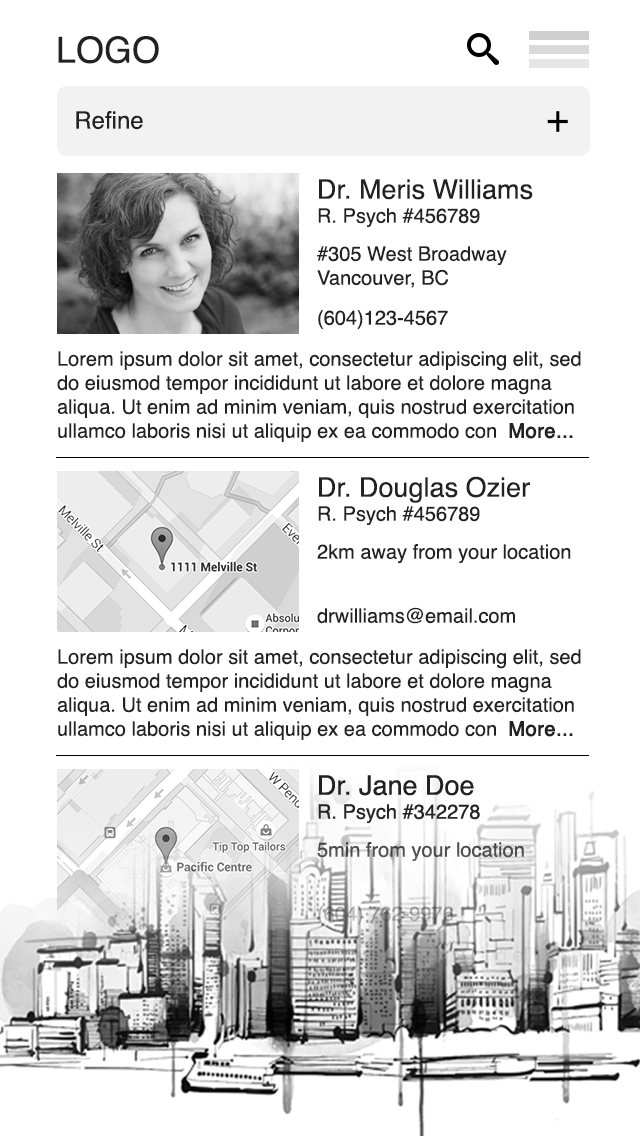 LOGO
Refine
Dr. Meris Williams
R. Psych #456789
#305 West Broadway
Vancouver, BC
(604)123-4567
Lorem ipsum dolor sit amet, consectetur adipiscing elit, sed
do eiusmod tempor incididunt ut labore et dolore magna
aliqua. Ut enim ad minim veniam, quis nostrud exercitation
ullamco laboris nisi ut aliquip ex ea commodo con More...
Melville St
1111 Melville St
Dr. Douglas Ozier
R. Psych #456789
2km away from your location
drwilliams@email.com
Lorem ipsum dolor sit amet, consectetur adipiscing elit, sed
do eiusmod tempor incididunt ut labore et dolore magna
aliqua. Ut enim ad minim veniam, quis nostrud exercitation
ullamco laboris nisi ut aliquip ex ea commodo con More...
W Pend
Tip Top Tailors
Pacific Centre
Dr. Jane Doe
R. Psych #342278
5min from your location